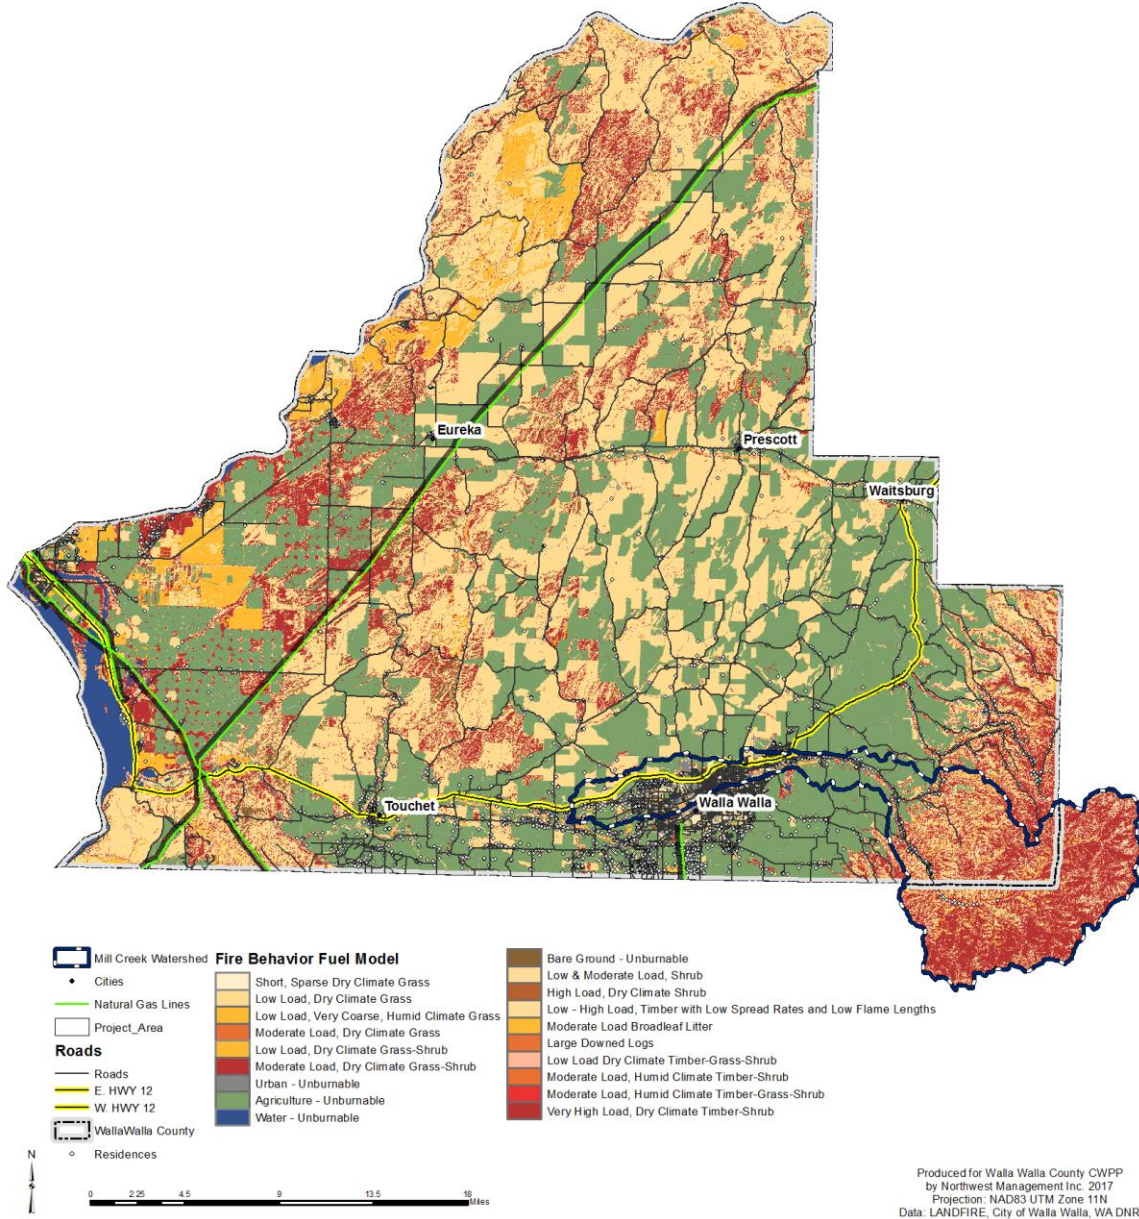 Eureka
Prescott
Waitsburg
Touchet
Walla Walla
Mill Creek Watershed
Cities
Natural Gas Lines
Project_Area
Roads
Roads
E. HWY 12
W. HWY 12
WallaWalla County
Residences
Fire Behavior Fuel Model
Short, Sparse Dry Climate Grass
Low Load, Dry Climate Grass
Low Load, Very Coarse, Humid Climate Grass
Moderate Load, Dry Climate Grass
Low Load, Dry Climate Grass-Shrub
Moderate Load, Dry Climate Grass-Shrub
Urban - Unburnable
Agriculture - Unburnable
Water - Unburnable
Bare Ground - Unburnable
Low & Moderate Load, Shrub
High Load, Dry Climate Shrub
Low - High Load, Timber with Low Spread Rates and Low Flame Lengths
Moderate Load Broadleaf Litter
Large Downed Logs
Low Load Dry Climate Timber-Grass-Shrub
Moderate Load, Humid Climate Timber-Shrub
Moderate Load, Humid Climate Timber-Grass-Shrub
Very High Load, Dry Climate Timber-Shrub
N
0 2.25 4.5 9 13.5 18
Miles
Produced for Walla Walla County CWPP
by Northwest Management Inc. 2017
Projection: NAD83 UTM Zone 11N
Data: LANDFIRE, City of Walla Walla, WA DNR